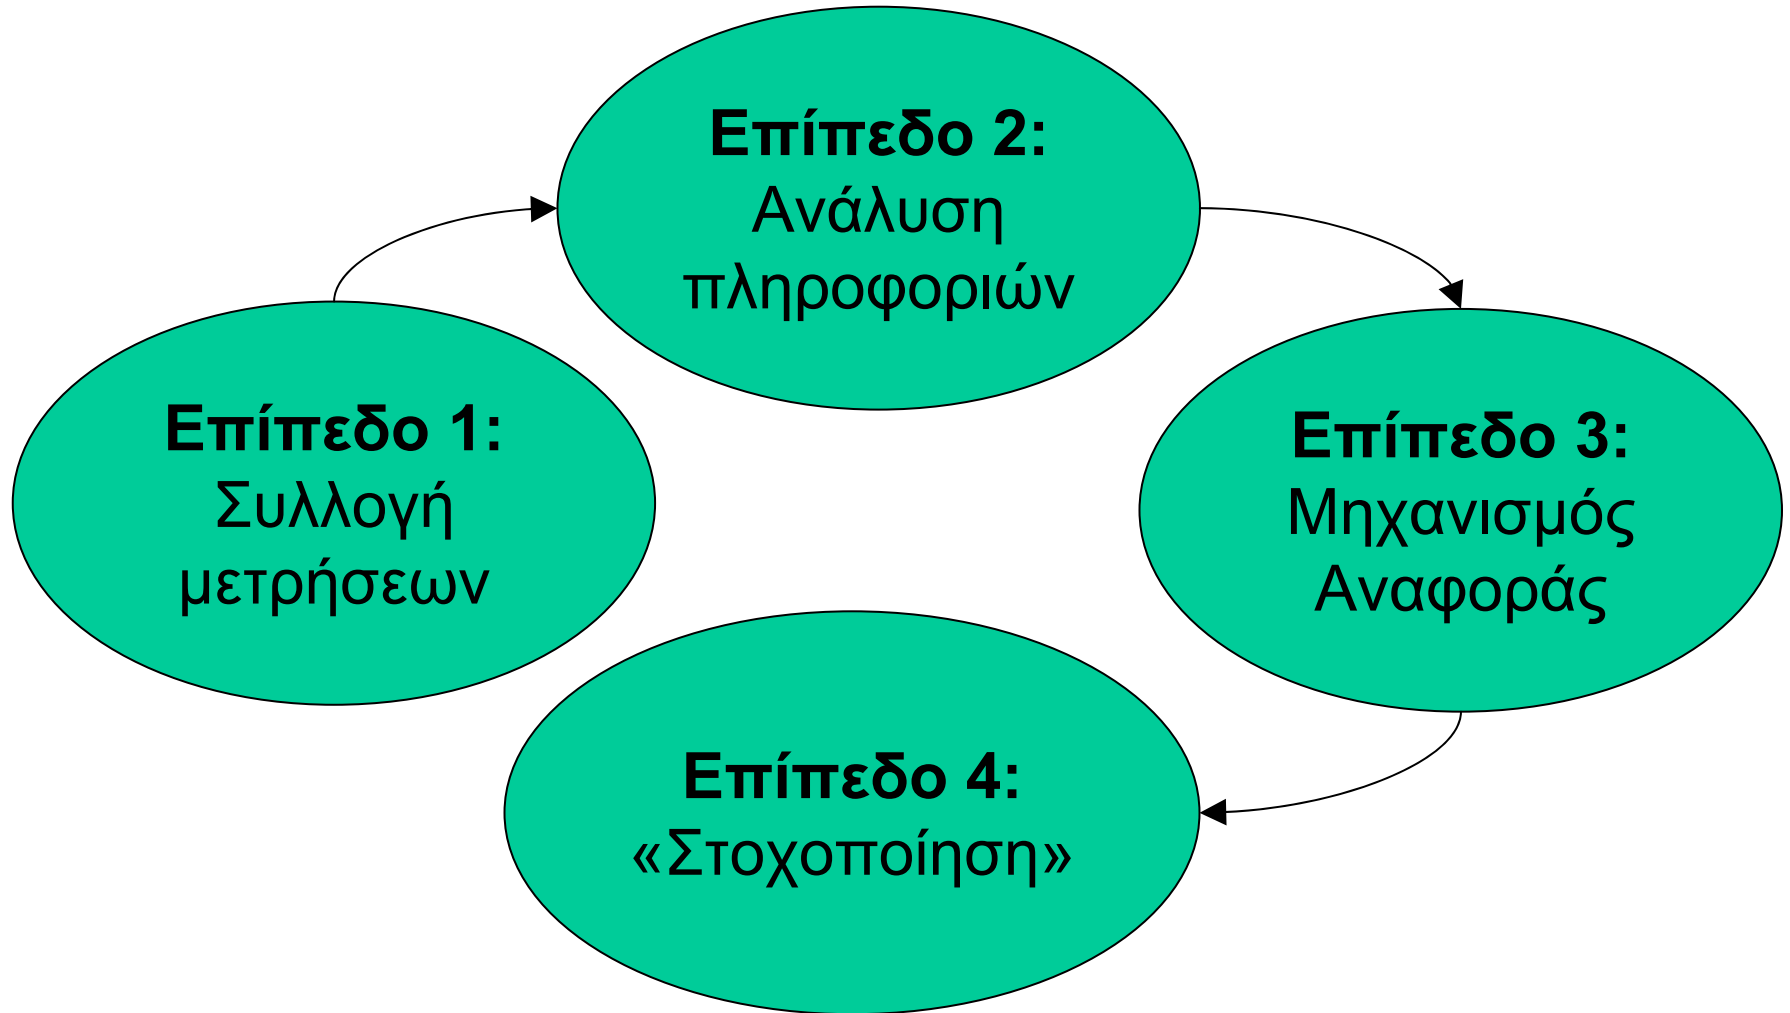 Επίπεδο 1:
Συλλογή
μετρήσεων
Επίπεδο 2:
Ανάλυση
πληροφοριών
Επίπεδο 3:
Μηχανισμός
Αναφοράς
Επίπεδο 4:
«Στοχοποίηση»